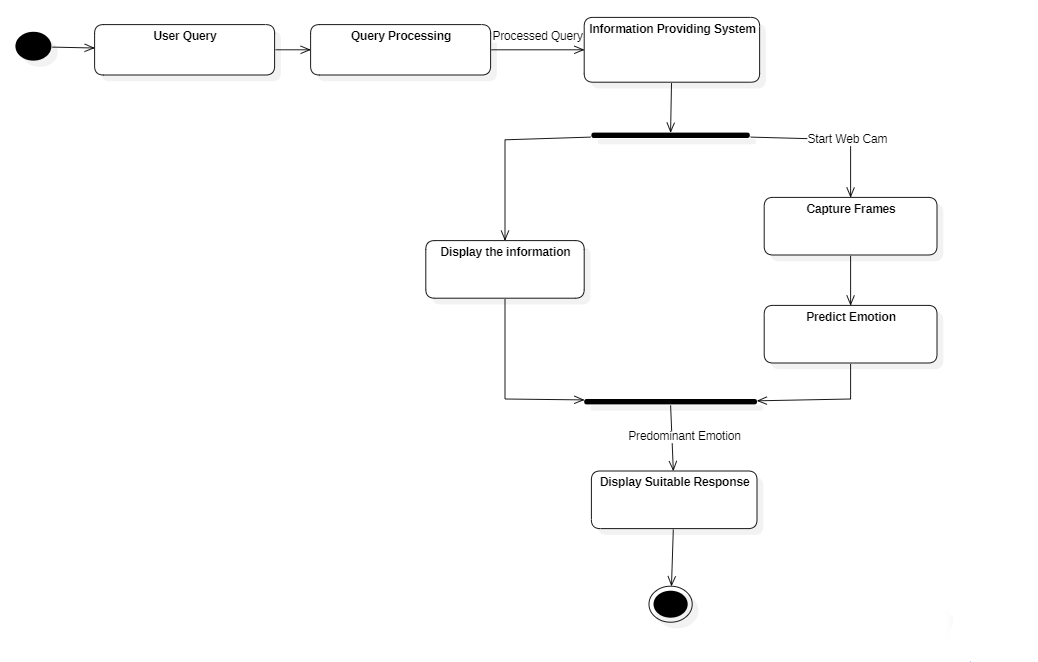 User Query
Query Processing
Processed Query
Information Providing System
Start Web Cam
Capture Frames
Display the information
Predict Emotion
Predominant Emotion
Display Suitable Response